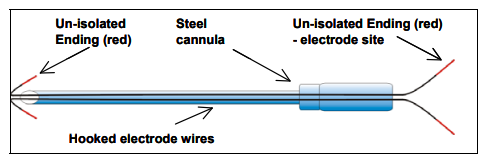 Un-isolated
Ending (red)
Steel
cannula
Un-isolated Ending (red)
- electrode site
Hooked electrode wires